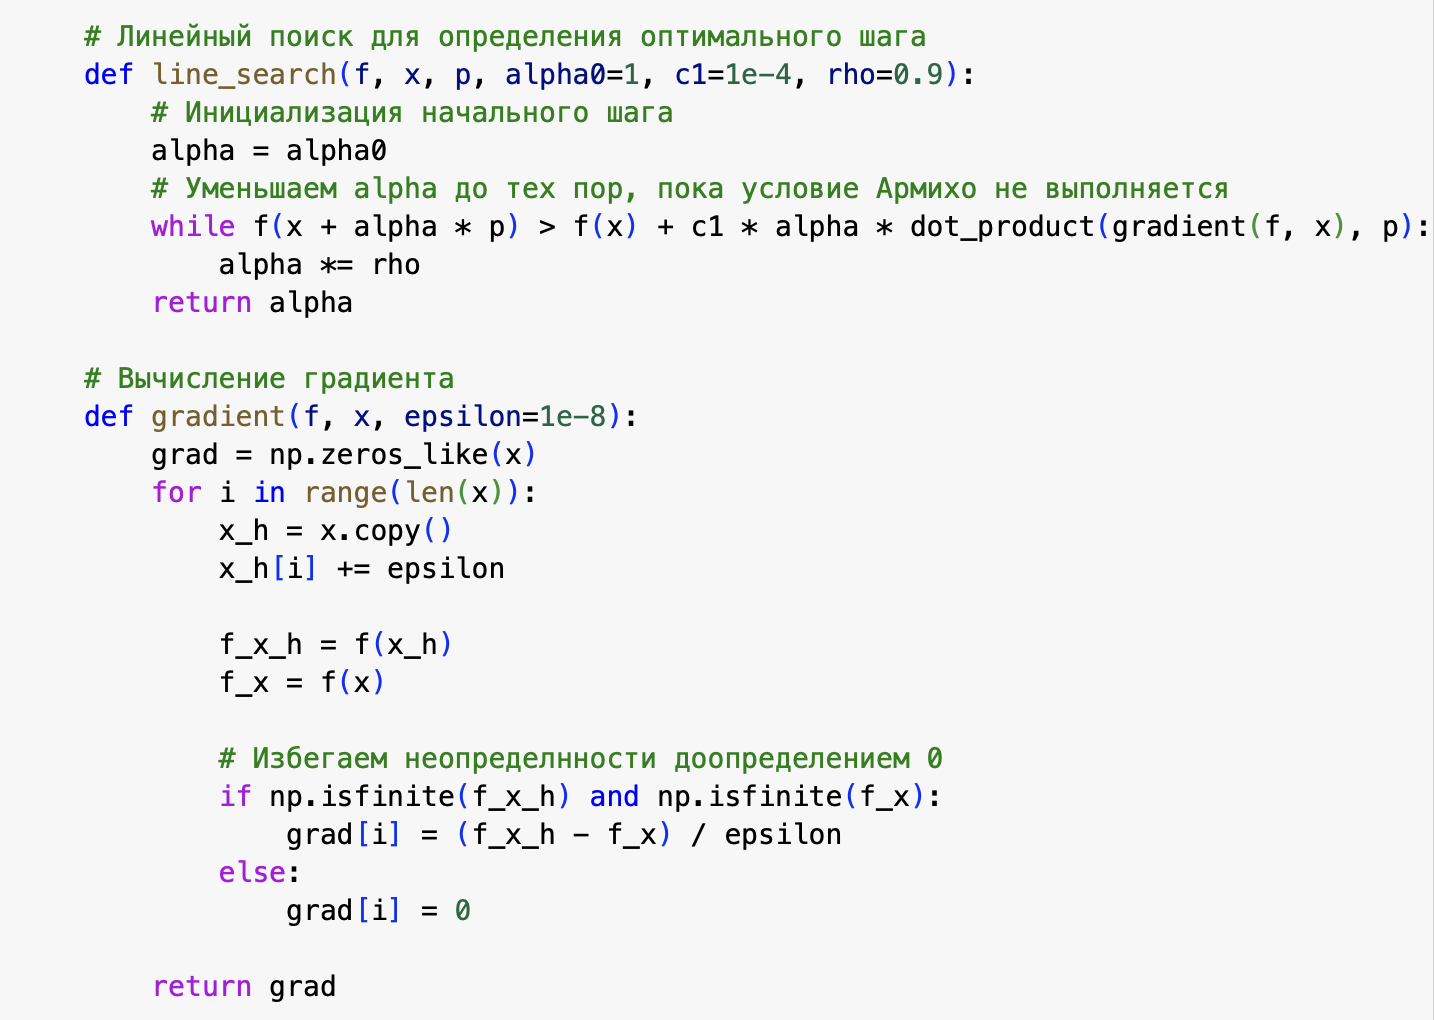 # Линейный поиск для определения оптимального шага
def line_search(f, x, p, alpha0=1, c1=1e-4, rho=0.9):
    # Инициализация начального шага
    alpha = alpha0
    # Уменьшаем alpha до тех пор, пока условие Армихо не выполняется
    while f(x + alpha * p) > f(x) + c1 * alpha * dot_product(gradient(f, x), p):
        alpha *= rho
    return alpha

# Вычисление градиента
def gradient(f, x, epsilon=1e-8):
    grad = np.zeros_like(x)
    for i in range(len(x)):
        x_h = x.copy()
        x_h[i] += epsilon

        f_x_h = f(x_h)
        f_x = f(x)

        # Избегаем неопределнности доопределением 0
        if np.isfinite(f_x_h) and np.isfinite(f_x):
            grad[i] = (f_x_h - f_x) / epsilon
        else:
            grad[i] = 0

    return grad